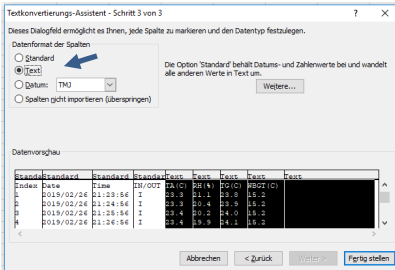 Textkonvertierungs-Assistent - Schritt 3 von 3 ? ×
Dieses Dialogfeld ermöglicht es Ihnen, jede Spalte zu markieren und den Datentyp festzulegen.
Datenformat der Spalten
Standard
Text
Datum: TMJ
Spalten nicht importieren (überspringen)
Die Option 'Standard' behält Datums- und Zahlenwerte bei und wandelt
alle anderen Werte in Text um.
Weitere...
Datenvorschau
Standa Standard Standard Standar Text Text Text Text Text
Index Date Time IN/OUT TA(C) RH(%) TG(C) WBGT(C)
1 2019/02/26 21:23:56 I 23.3 21.1 23.8 15.2
2 2019/02/26 21:24:56 I 23.3 20.4 23.9 15.2
3 2019/02/26 21:25:56 I 23.4 20.2 24.0 15.2
4 2019/02/26 21:26:56 I 23.4 19.9 24.1 15.2
Abbrechen < Zurück Weiter > Fertig stellen